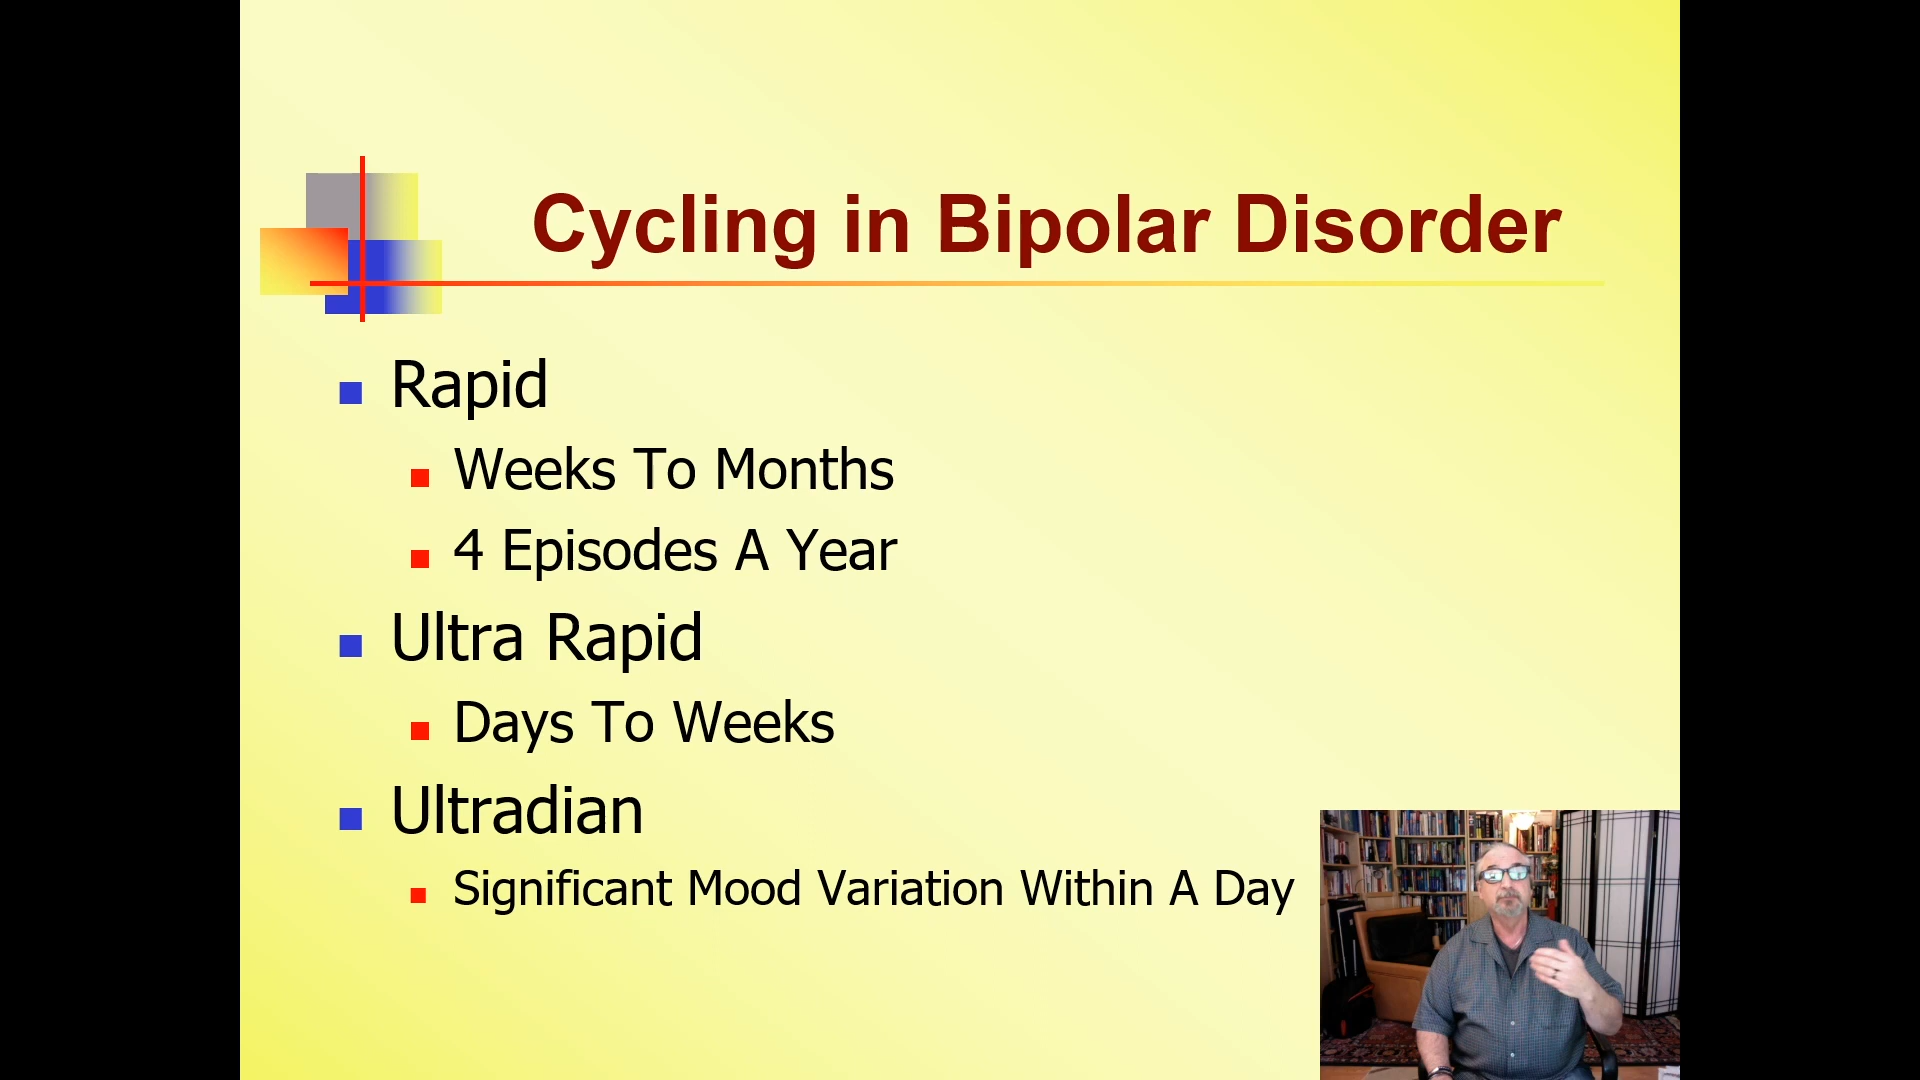 Cycling in Bipolar Disorder
Rapid
Weeks To Months
4 Episodes A Year
Ultra Rapid
Days To Weeks
Ultradian
Significant Mood Variation Within A Day